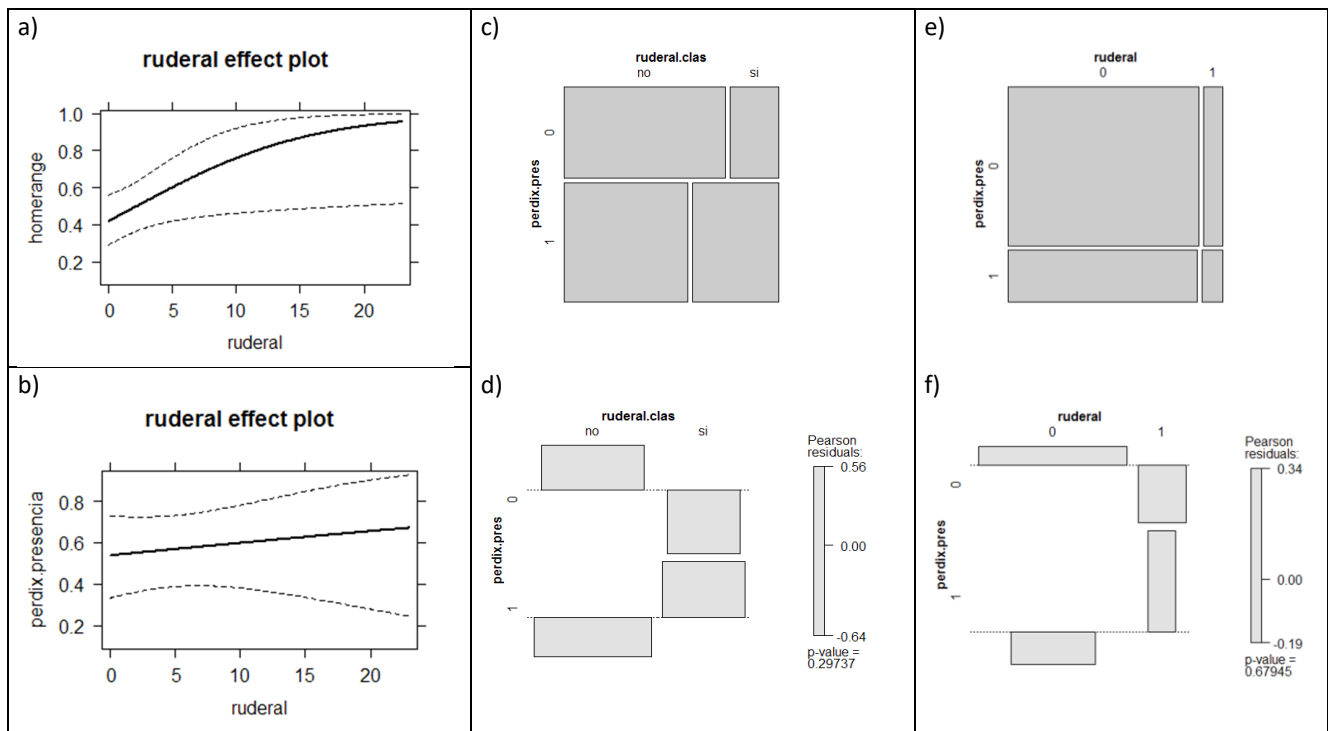 a)
ruderal effect plot
homerange
1.0
0.8
0.6
0.4
0.2
0 5 10 15 20
ruderal
b)
ruderal effect plot
perdix.presencia
0.8
0.6
0.4
0.2
0 5 10 15 20
ruderal
c)
ruderal.clas
no si
perdix.pres
0
1
d)
ruderal.clas
no si
perdix.pres
0
1
Pearson
residuals:
0.56
0.00
-0.64
p-value =
0.29737
e)
ruderal
0 1
perdix.pres
0
1
f)
ruderal
0 1
perdix.pres
0
1
Pearson
residuals:
0.34
0.00
-0.19
p-value =
0.67945